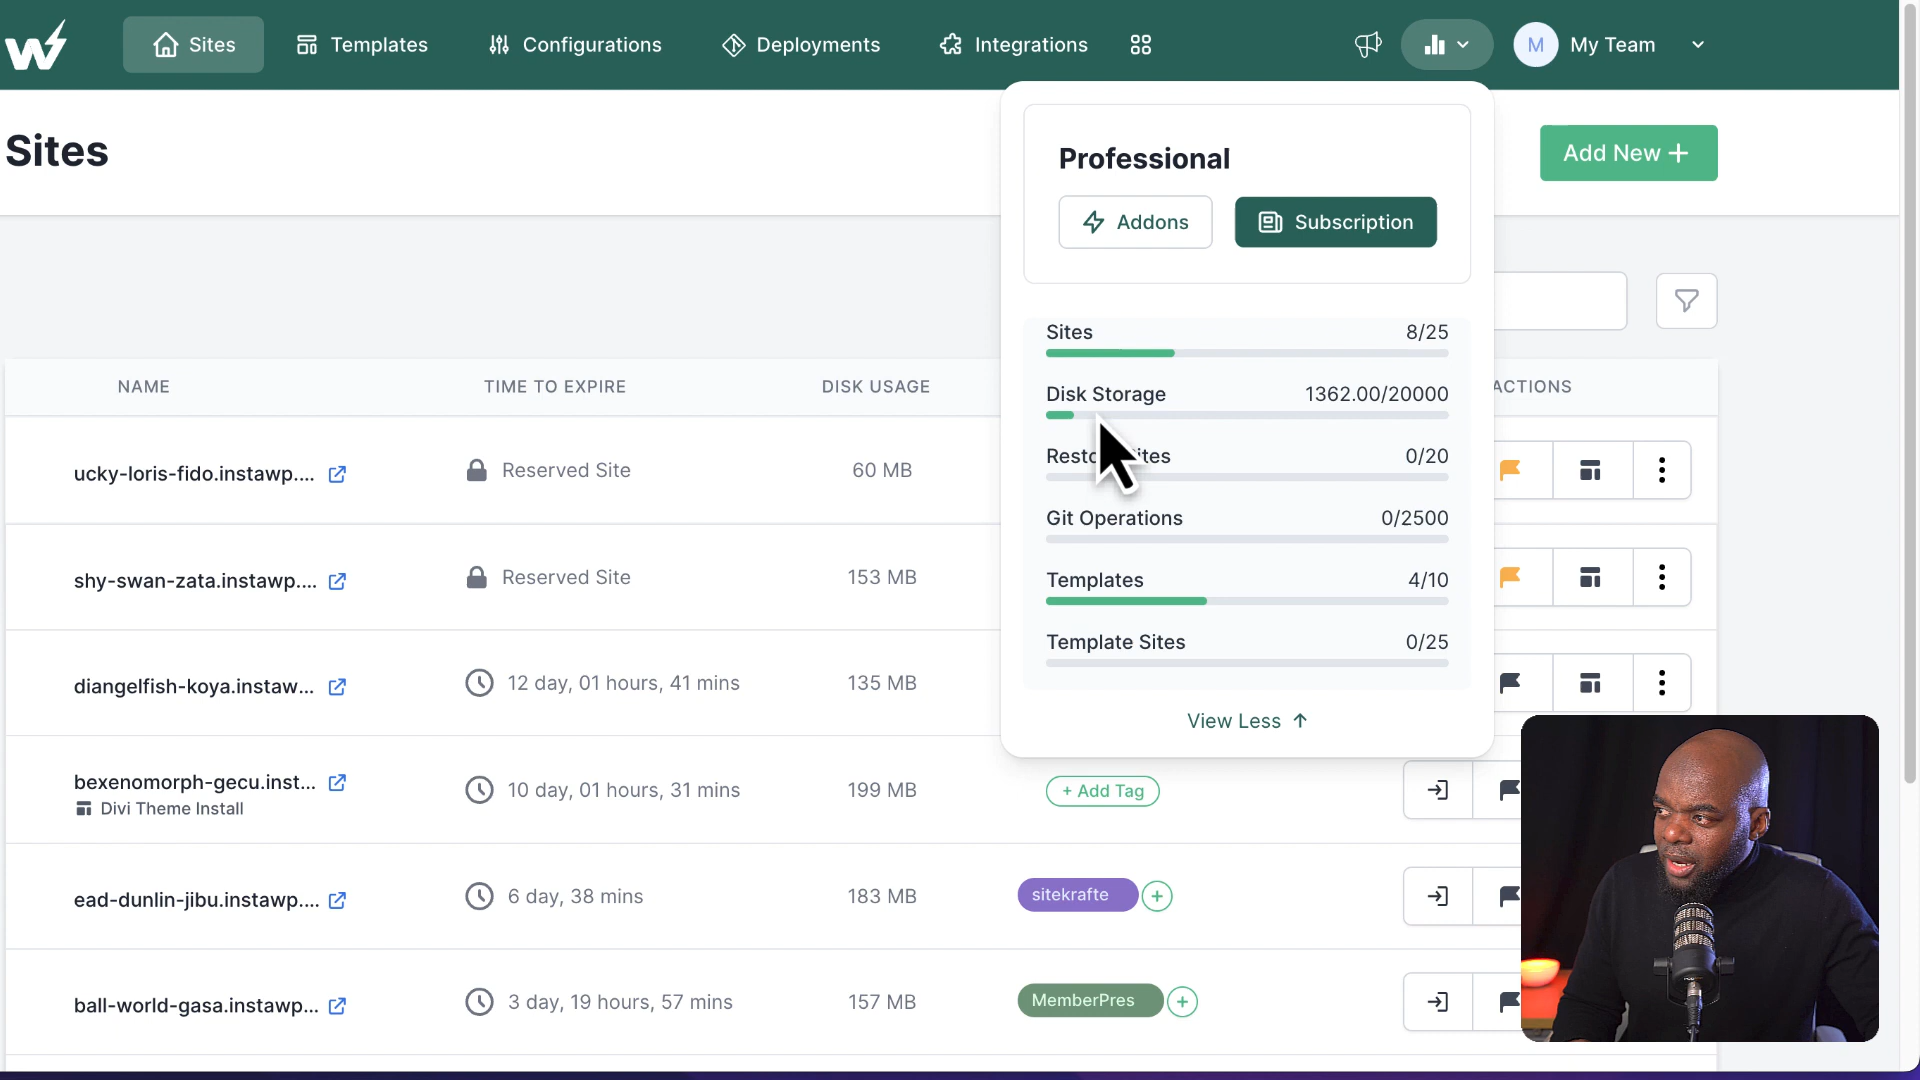 Sites
Templates
Configurations
Deployments
Integrations
M
My Team
Sites
Add New +
Professional
Addons
Subscription
Sites 8/25
Disk Storage 1362.00/20000
0/20
Git Operations 0/2500
Templates 4/10
Template Sites 0/25
View Less ↑
NAME TIME TO EXPIRE DISK USAGE ACTIONS
ucky-loris-fido.instawp.... Reserved Site 60 MB
shy-swan-zata.instawp.... Reserved Site 153 MB
diangelfish-koya.instaw... 12 day, 01 hours, 41 mins 135 MB
bexenomorph-gecu.inst... 10 day, 01 hours, 31 mins 199 MB + Add Tag
Divi Theme Install
ead-dunlin-jibu.instawp.... 6 day, 38 mins 183 MB sitekrafte +
ball-world-gasa.instawp... 3 day, 19 hours, 57 mins 157 MB MemberPres +